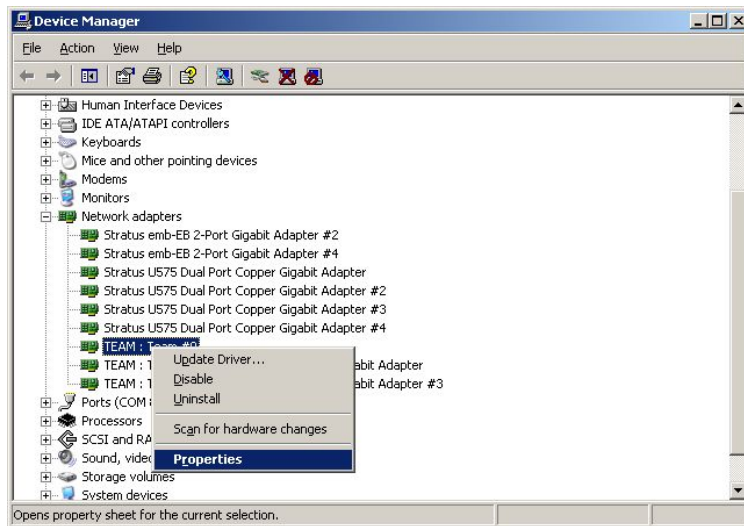 Device Manager
File Action View Help
Human Interface Devices
IDE ATA/ATAPI controllers
Keyboards
Mice and other pointing devices
Modems
Monitors
Network adapters
Stratus emb-EB 2-Port Gigabit Adapter #2
Stratus emb-EB 2-Port Gigabit Adapter #4
Stratus U575 Dual Port Copper Gigabit Adapter
Stratus U575 Dual Port Copper Gigabit Adapter #2
Stratus U575 Dual Port Copper Gigabit Adapter #3
Stratus U575 Dual Port Copper Gigabit Adapter #4
TEAM : Team #0
TEAM : T
abit Adapter
TEAM : T
abit Adapter #3
Ports (COM
Processors
SCSI and RA
Sound, video
Storage volumes
System devices
Update Driver...
Disable
Uninstall
Scan for hardware changes
Properties
Opens property sheet for the current selection.